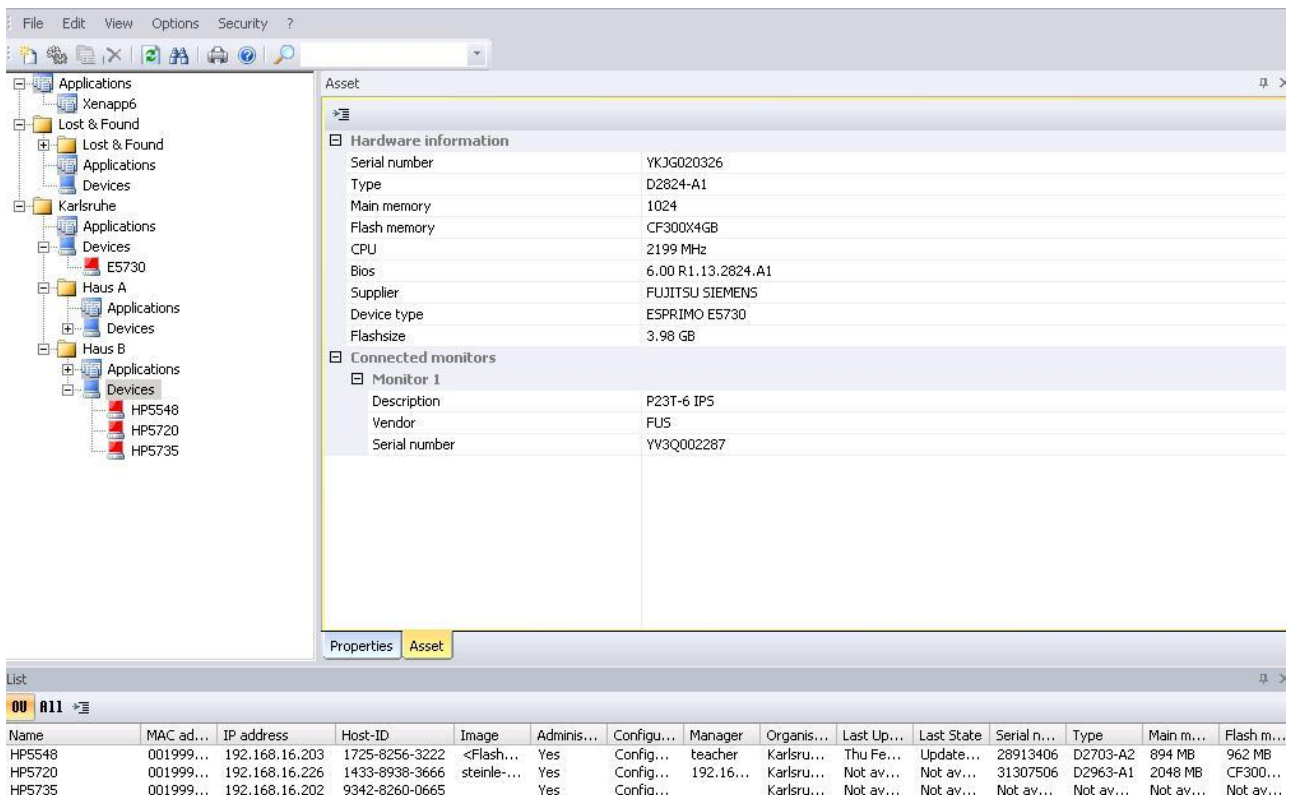 File Edit View Options Security ?
Applications
Xenapp6
Lost & Found
Lost & Found
Applications
Devices
Karlsruhe
Applications
Devices
E5730
Haus A
Applications
Devices
Haus B
Applications
Devices
HP5548
HP5720
HP5735
Asset
Hardware information
Serial number YKJG020326
Type D2824-A1
Main memory 1024
Flash memory CF300X4GB
CPU 2199 MHz
Bios 6.00 R1.13.2824.A1
Supplier FUJITSU SIEMENS
Device type ESPRIMO E5730
Flashsize 3.98 GB
Connected monitors
Monitor 1
Description P23T-6 IPS
Vendor FUS
Serial number YV3Q002287
Properties Asset
List
OU All
Name MAC ad... IP address Host-ID Image Adminis... Configu... Manager Organis... Last Up... Last State Serial n... Type Main m... Flash m...
HP5548 001999... 192.168.16.203 1725-8256-3222 <Flash... Yes Config... teacher Karlsru... Thu Fe... Update... 28913406 D2703-A2 894 MB 962 MB
HP5720 001999... 192.168.16.226 1433-8938-3666 steinle-... Yes Config... 192.16... Karlsru... Not av... Not av... 31307506 D2963-A1 2048 MB CF300...
HP5735 001999... 192.168.16.202 9342-8260-0665 Yes Config... Karlsru... Not av... Not av... Not av... Not av... Not av... Not av...